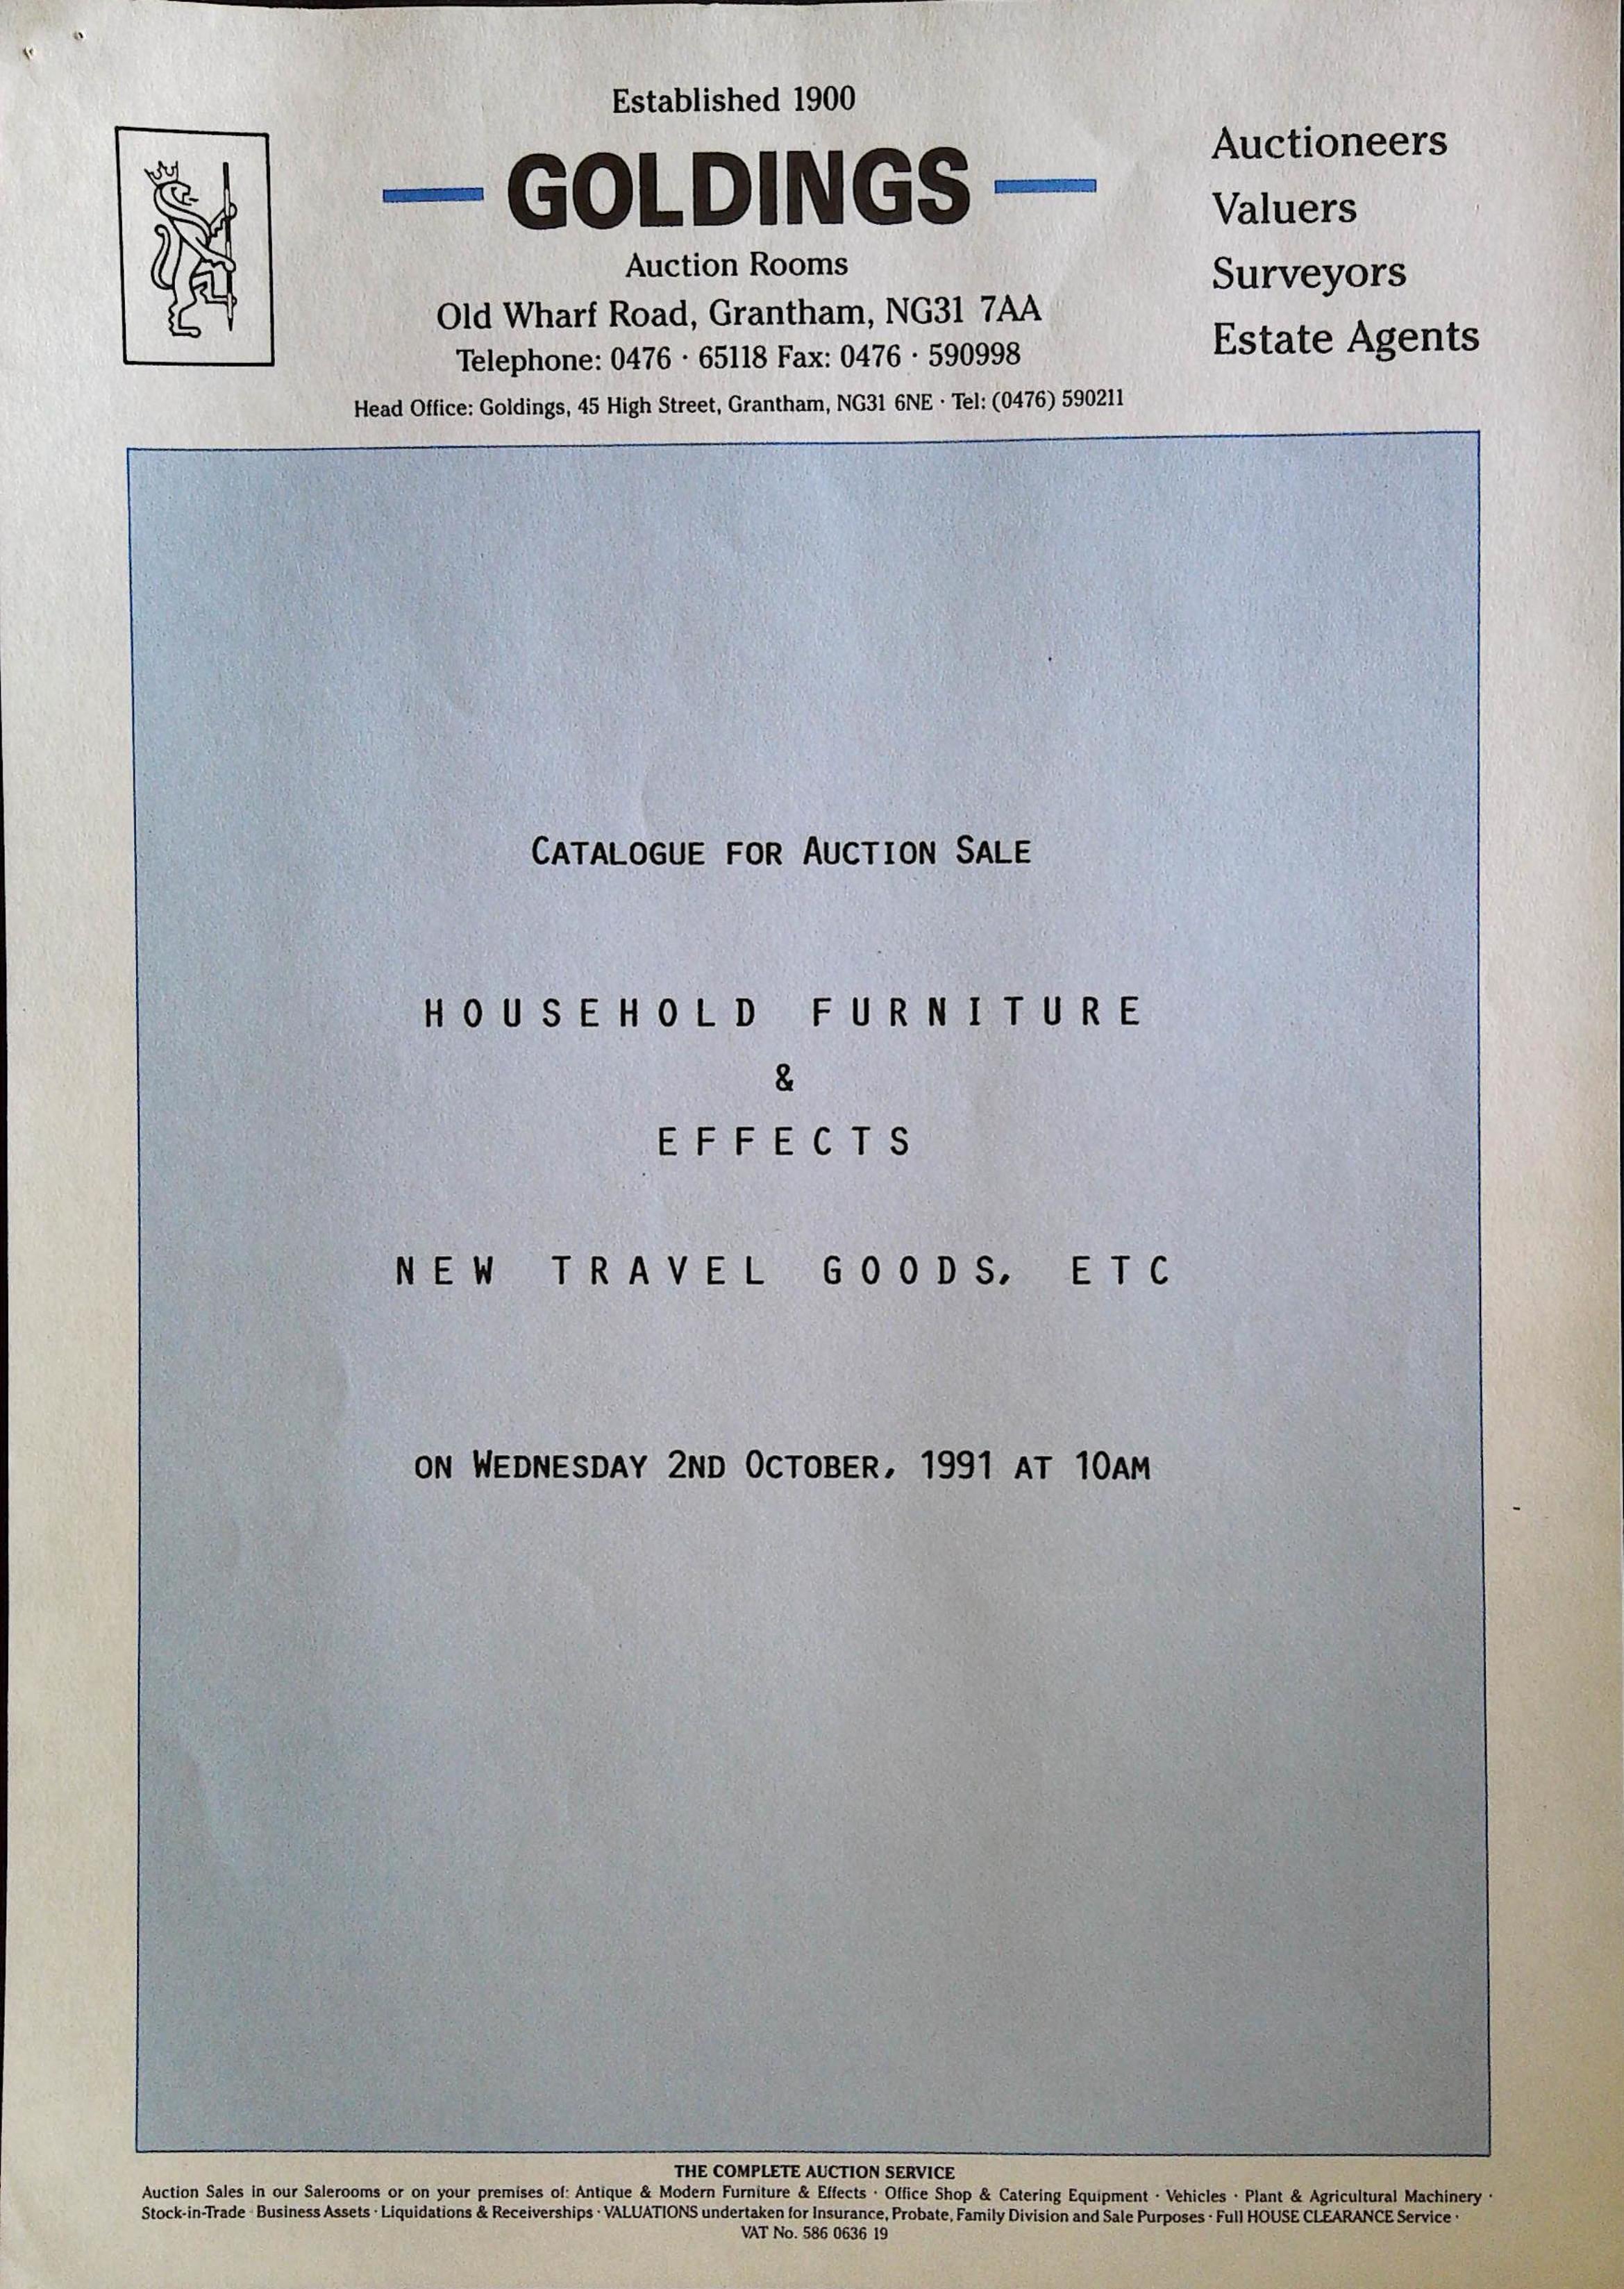 Established 1900
GOLDINGS
Auction Rooms
Old Wharf Road, Grantham, NG31 7AA
Telephone: 0476 · 65118 Fax: 0476 · 590998
Head Office: Goldings, 45 High Street, Grantham, NG31 6NE · Tel: (0476) 590211
Auctioneers
Valuers
Surveyors
Estate Agents
CATALOGUE FOR AUCTION SALE
HOUSEHOLD FURNITURE
&
EFFECTS
NEW TRAVEL GOODS, ETC
ON WEDNESDAY 2ND OCTOBER, 1991 AT 10AM
THE COMPLETE AUCTION SERVICE
Auction Sales in our Salerooms or on your premises of: Antique & Modern Furniture & Effects · Office Shop & Catering Equipment · Vehicles · Plant & Agricultural Machinery ·
Stock-in-Trade · Business Assets · Liquidations & Receiverships · VALUATIONS undertaken for Insurance, Probate, Family Division and Sale Purposes · Full HOUSE CLEARANCE Service ·
VAT No. 586 0636 19